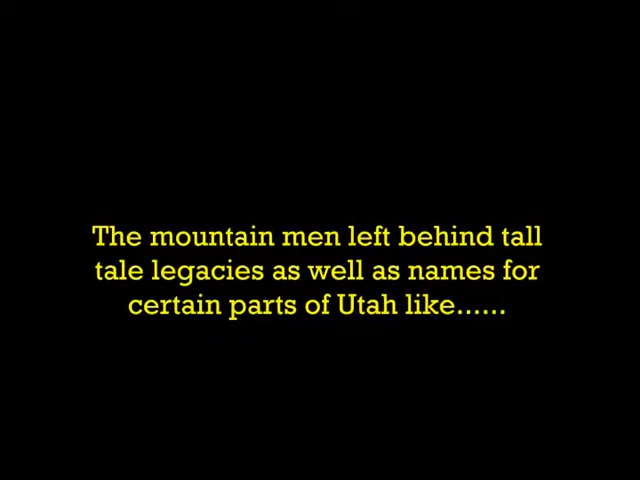 The mountain men left behind tall
tale legacies as well as names for
certain parts of Utah like......